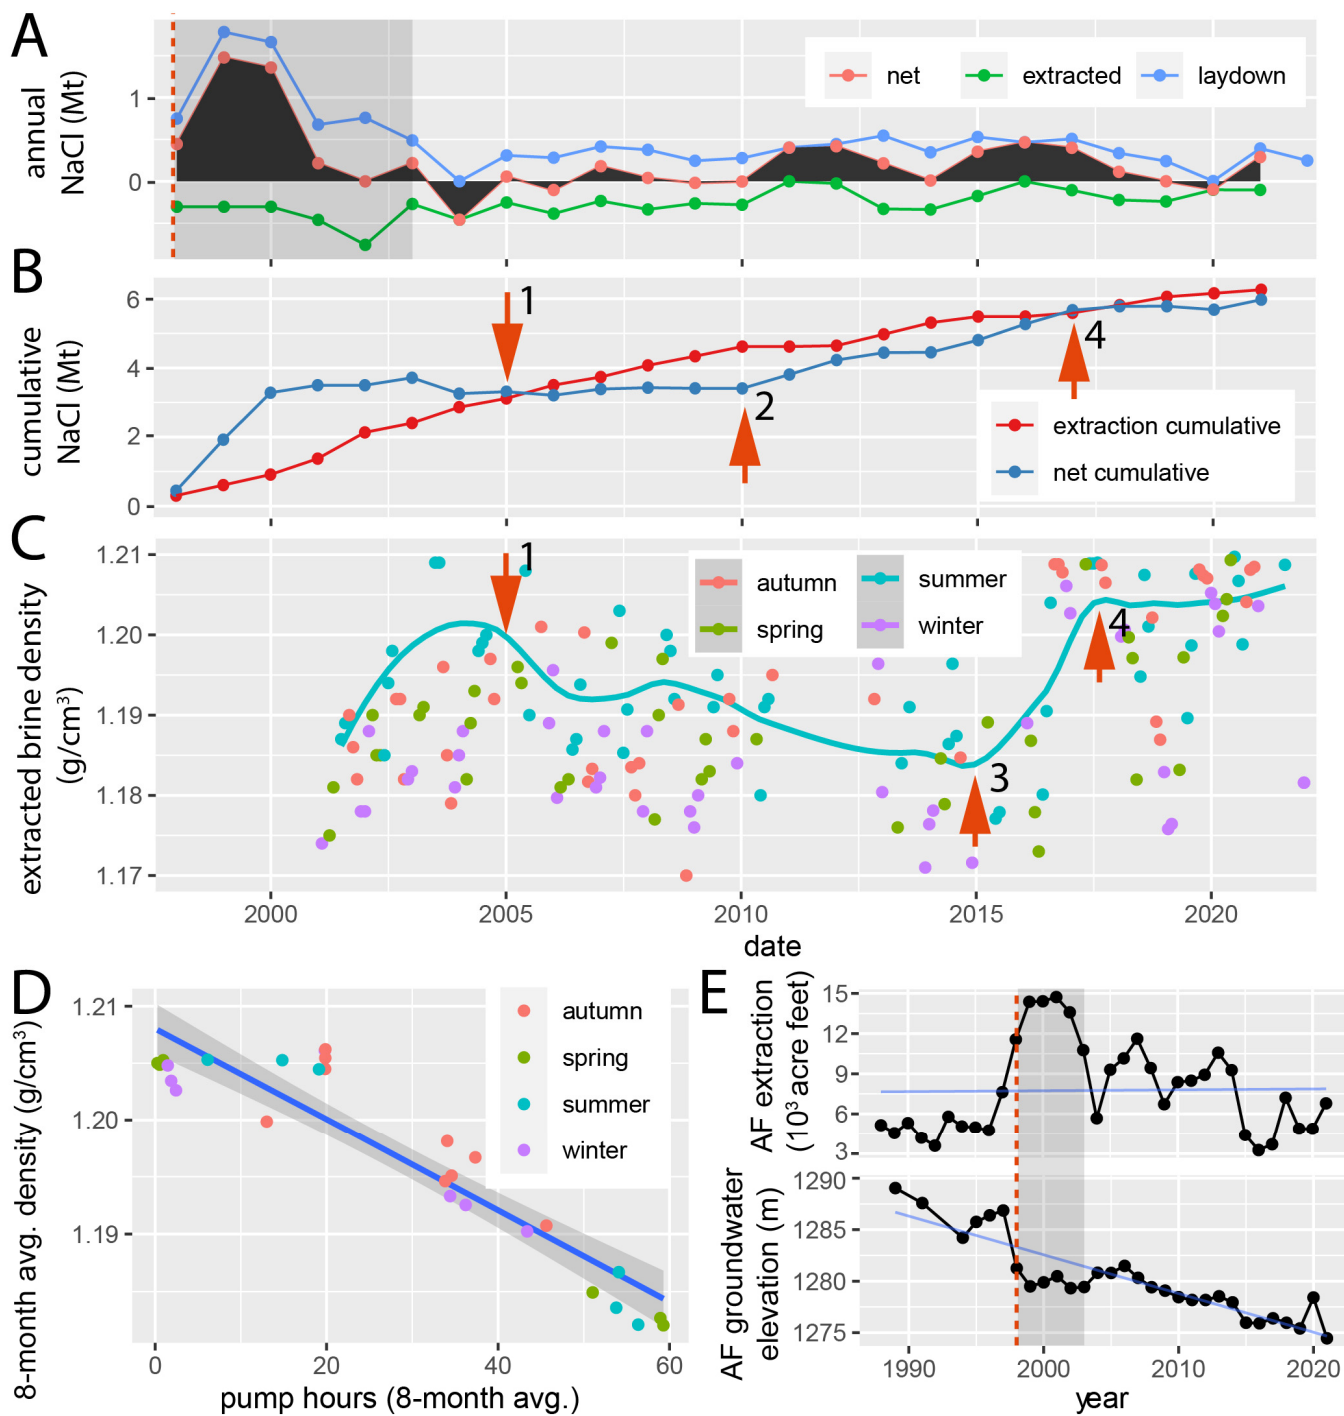 A
annual
NaCl (Mt)
1
0
net
extracted
laydown
B
cumulative
NaCl (Mt)
6
4
2
0
1
2
4
extraction cumulative
net cumulative
C
extracted brine density
(g/cm³)
1.21
1.20
1.19
1.18
1.17
1
3
4
autumn
summer
spring
winter
2000
2005
2010
2015
2020
date
D
8-month avg. density (g/cm³)
1.21
1.20
1.19
autumn
spring
summer
winter
0
20
40
60
pump hours (8-month avg.)
E
AF extraction
(10³ acre feet)
15
12
9
6
3
AF groundwater
elevation (m)
1290
1285
1280
1275
1990
2000
2010
2020
year